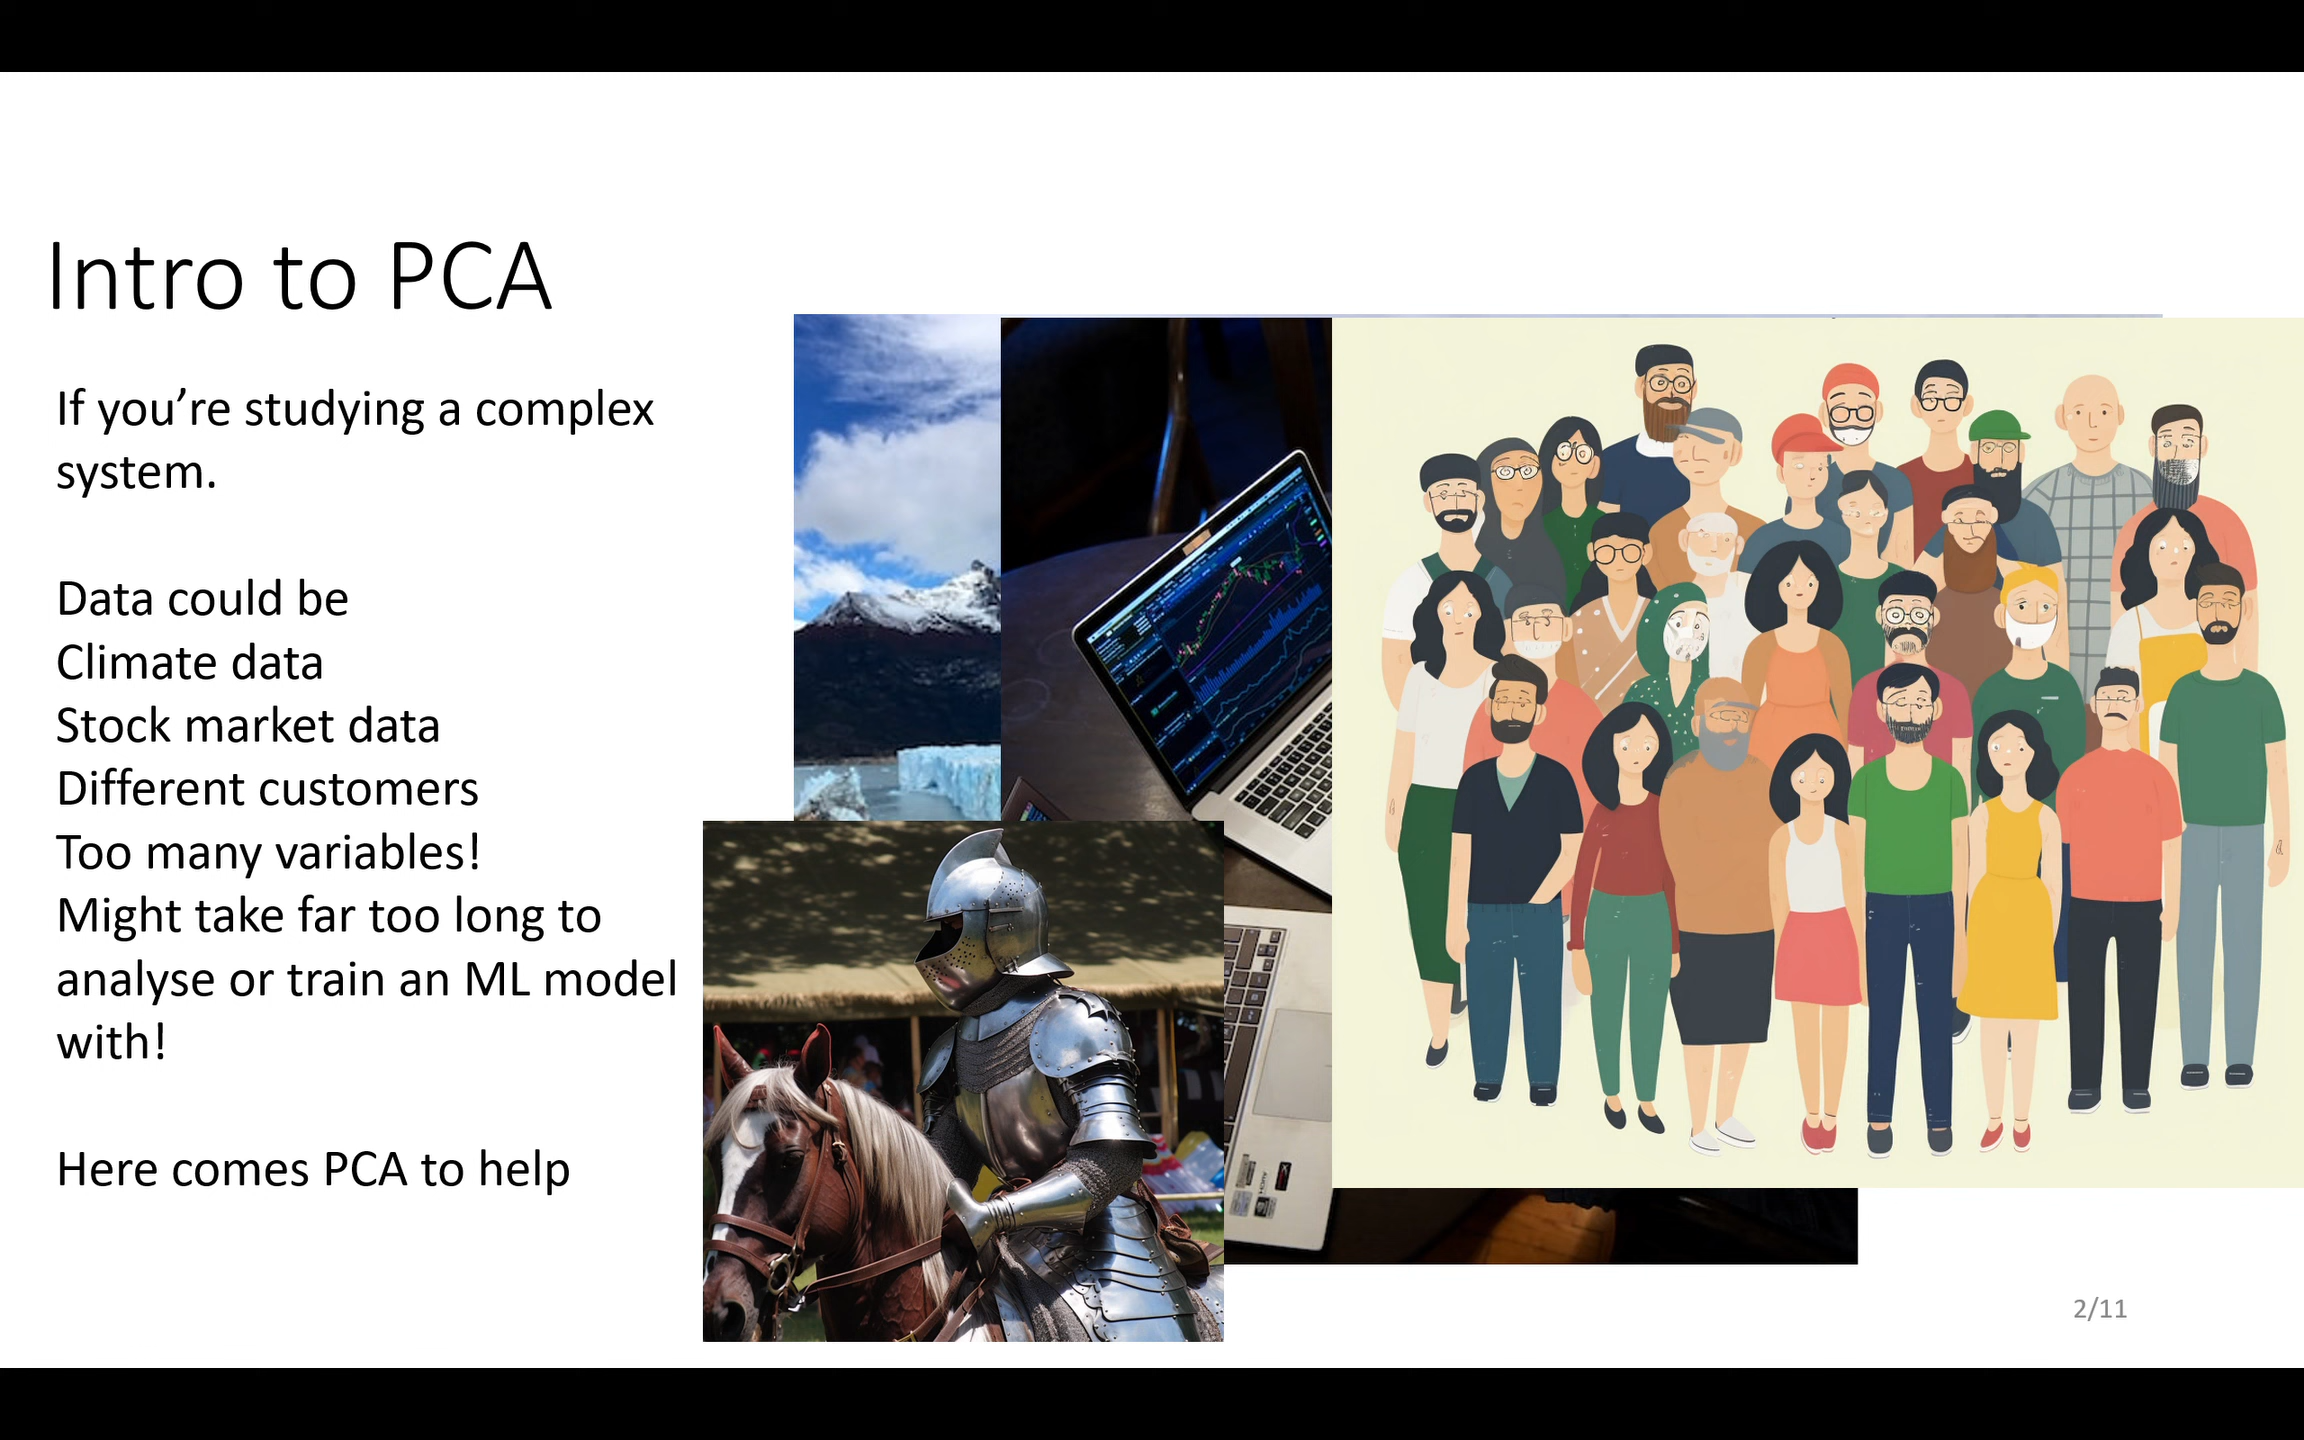 Intro to PCA
If you’re studying a complex
system.
Data could be
Climate data
Stock market data
Different customers
Too many variables!
Might take far too long to
analyse or train an ML model
with!
Here comes PCA to help
2/11